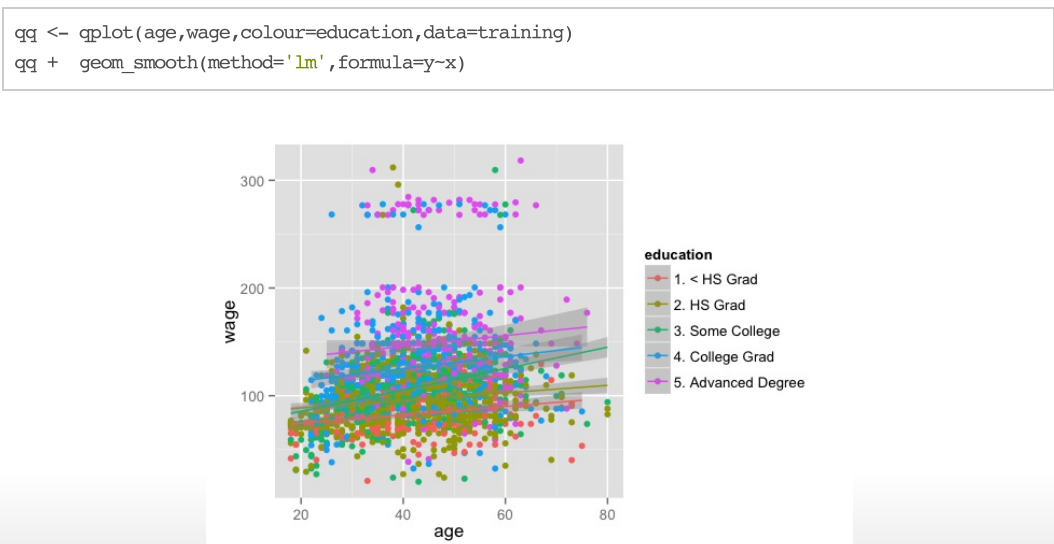 qq <- qplot(age,wage,colour=education,data=training)
qq +  geom_smooth(method='lm',formula=y~x)
300
200
100
wage
20 40 60 80
age
education
1. < HS Grad
2. HS Grad
3. Some College
4. College Grad
5. Advanced Degree